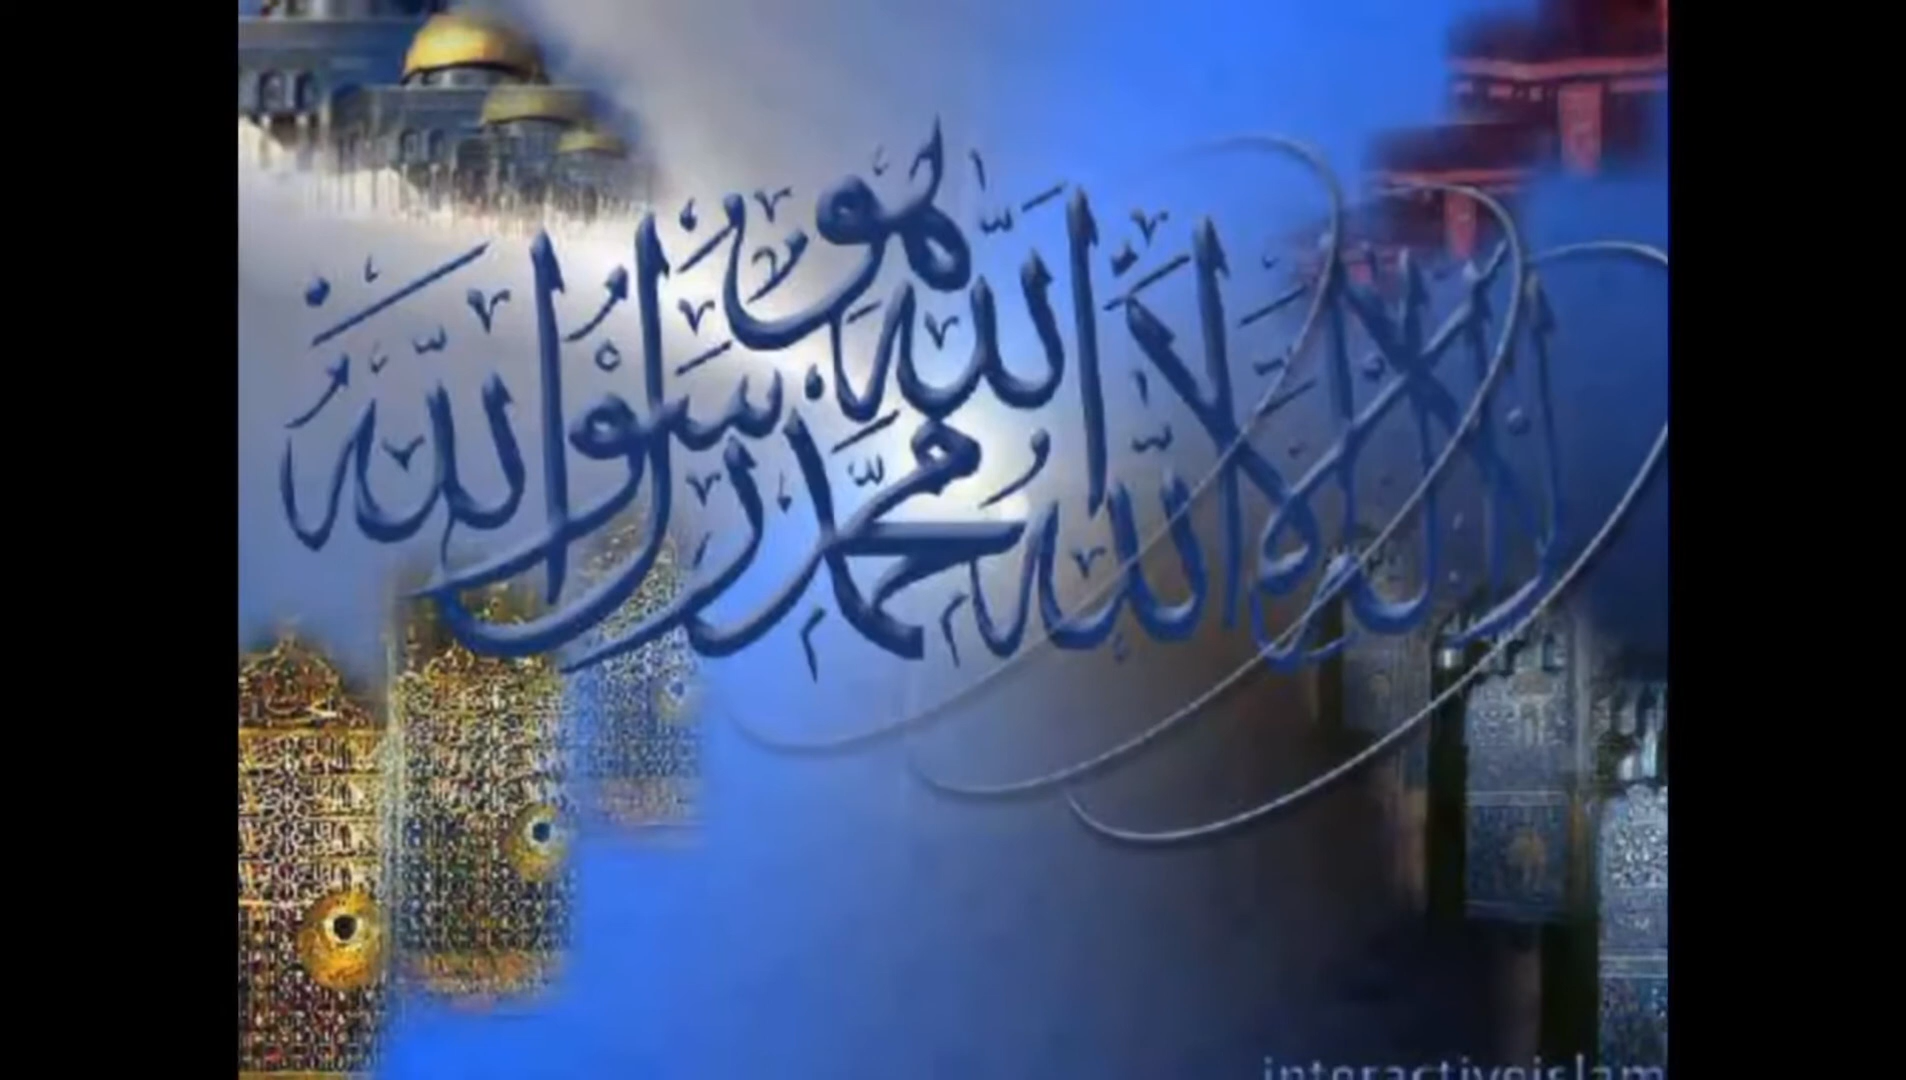 لا اله الا الله
محمد رسول الله
interactiveislam